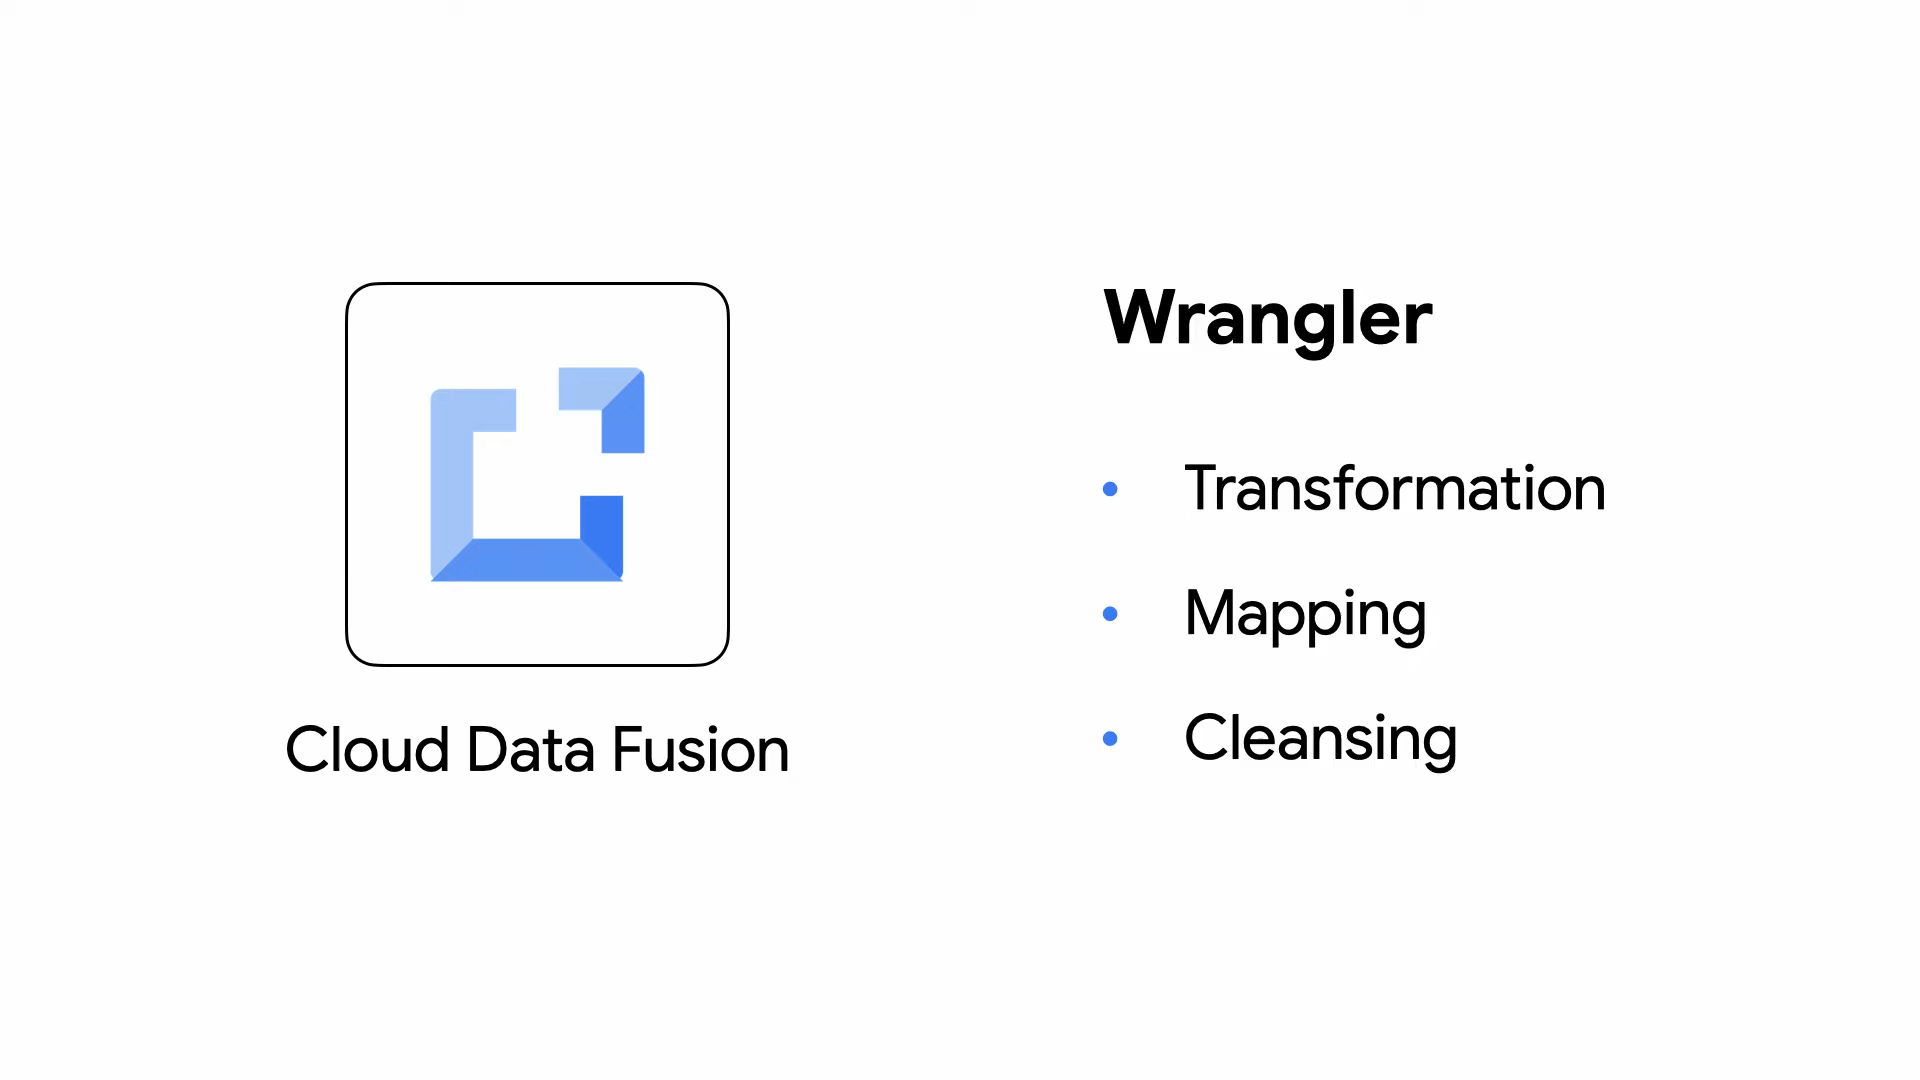 Cloud Data Fusion
Wrangler
• Transformation
• Mapping
• Cleansing